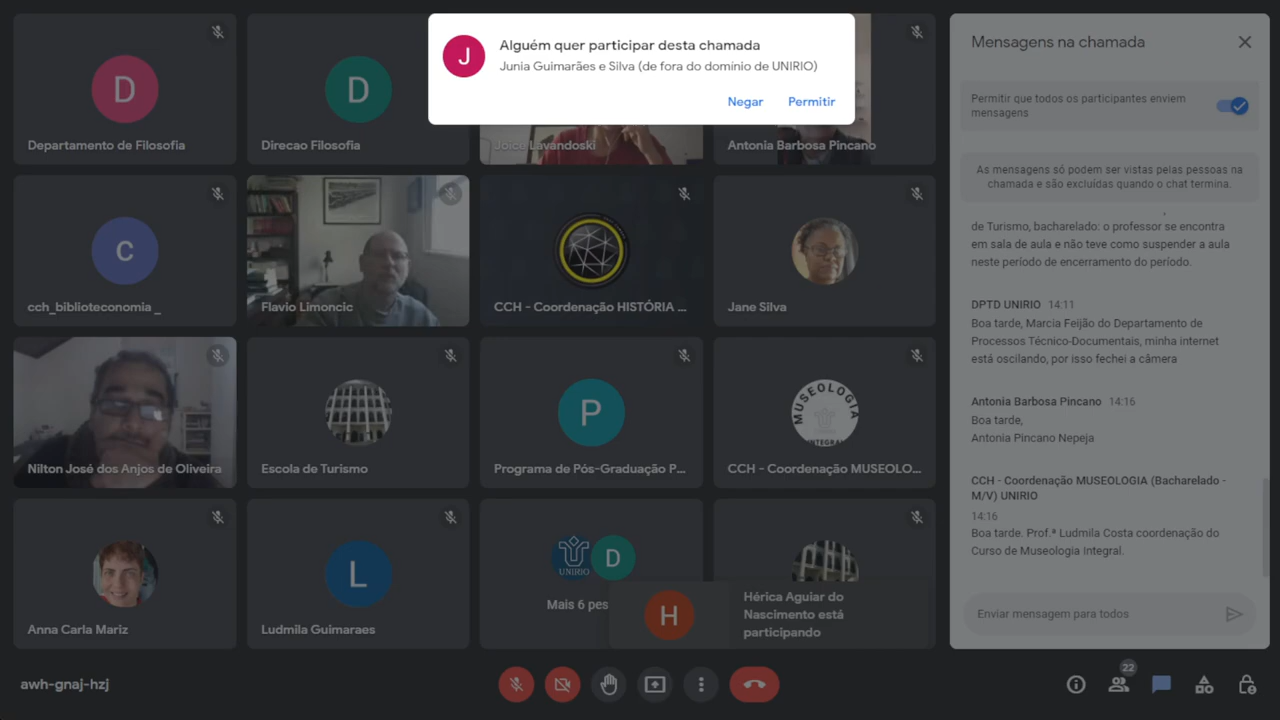 Alguém quer participar desta chamada
J
Junia Guimarães e Silva (de fora do domínio de UNIRIO)
Negar
Permitir
D
Departamento de Filosofia
D
Direcao Filosofia
Joice Lavandoski
Antonia Barbosa Pincano
c
cch_biblioteconomia _
Flavio Limoncic
CCH - Coordenação HISTÓRIA ...
Jane Silva
Nilton José dos Anjos de Oliveira
Escola de Turismo
P
Programa de Pós-Graduação P...
MUSEOLOGIA
INTEGRAL
CCH - Coordenação MUSEOLO...
Anna Carla Mariz
L
Ludmila Guimaraes
UNIRIO
D
Mais 6 pes
H
Hérica Aguiar do
Nascimento está
participando
Mensagens na chamada
Permitir que todos os participantes enviem
mensagens
As mensagens só podem ser vistas pelas pessoas na
chamada e são excluídas quando o chat termina.
de Turismo, bacharelado: o professor se encontra
em sala de aula e não teve como suspender a aula
neste período de encerramento do período.
DPTD UNIRIO 14:11
Boa tarde, Marcia Feijão do Departamento de
Processos Técnico-Documentais, minha internet
está oscilando, por isso fechei a câmera
Antonia Barbosa Pincano 14:16
Boa tarde,
Antonia Pincano Nepeja
CCH - Coordenação MUSEOLOGIA (Bacharelado -
M/V) UNIRIO
14:16
Boa tarde. Prof.ª Ludmila Costa coordenação do
Curso de Museologia Integral.
Enviar mensagem para todos
awh-gnaj-hzj
22